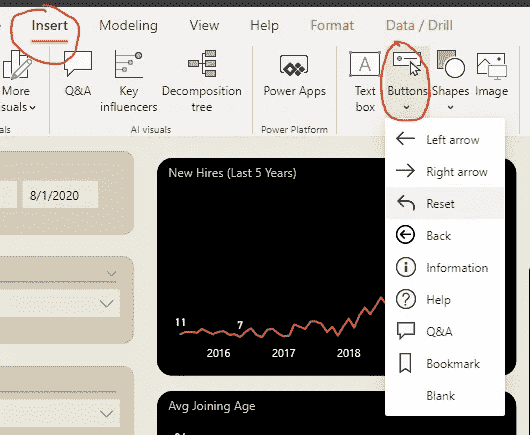 Insert Modeling View Help Format Data / Drill
More
suals
Q&A
Key
influencers
Decomposition
tree
Power Apps
Text
box
Buttons
Shapes
Image
als
AI visuals
Power Platform
Left arrow
Right arrow
Reset
Back
Information
Help
Q&A
Bookmark
Blank
8/1/2020
New Hires (Last 5 Years)
11
7
2016 2017 2018
Avg Joining Age